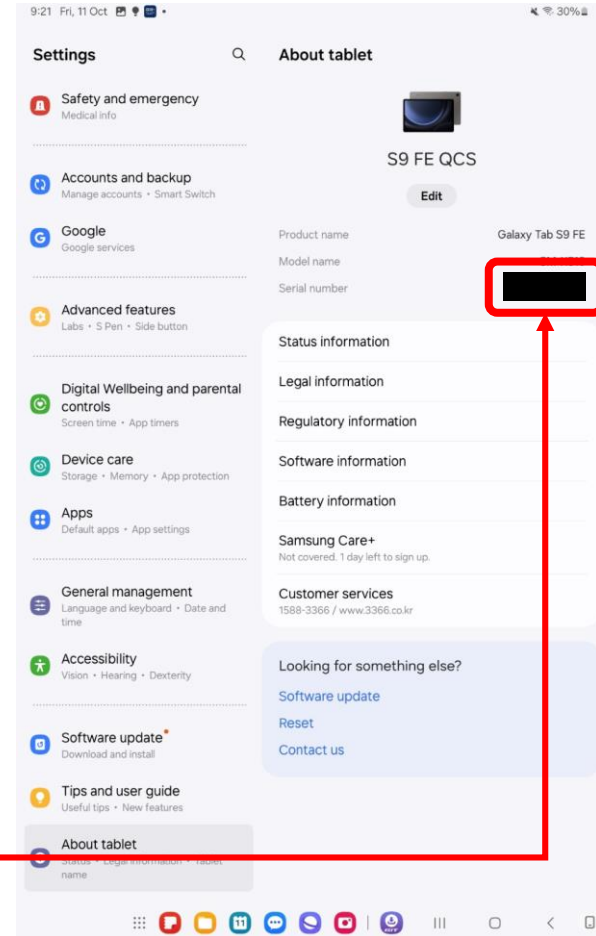 9:21 Fri, 11 Oct
30%
Settings
Safety and emergency
Medical info
Accounts and backup
Manage accounts • Smart Switch
Google
Google services
Advanced features
Labs • S Pen • Side button
Digital Wellbeing and parental
controls
Screen time • App timers
Device care
Storage • Memory • App protection
Apps
Default apps • App settings
General management
Language and keyboard • Date and
time
Accessibility
Vision • Hearing • Dexterity
Software update
Download and install
Tips and user guide
Useful tips • New features
About tablet
Status • Legal information • Tablet
name
About tablet
S9 FE QCS
Edit
Product name Galaxy Tab S9 FE
Model name
Serial number
Status information
Legal information
Regulatory information
Software information
Battery information
Samsung Care+
Not covered. 1 day left to sign up.
Customer services
1588-3366 / www.3366.co.kr
Looking for something else?
Software update
Reset
Contact us
11